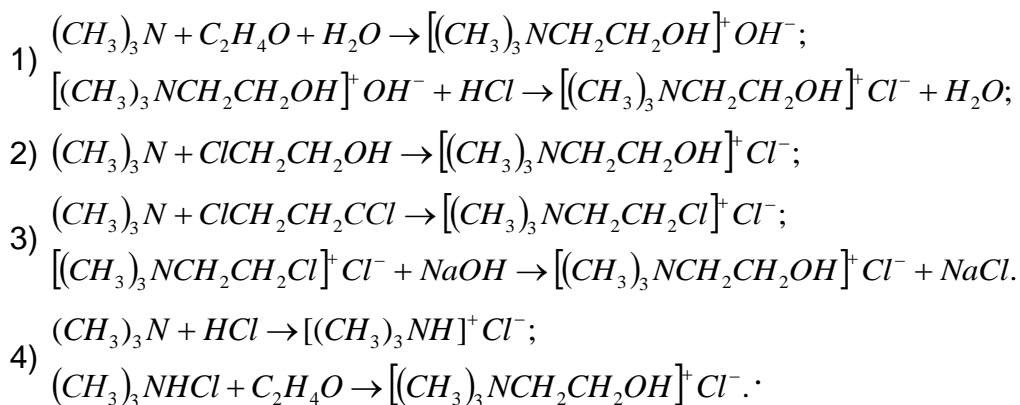 1) (CH₃)₃N + C₂H₄O + H₂O → [(CH₃)₃NCH₂CH₂OH]⁺OH⁻;
[(CH₃)₃NCH₂CH₂OH]⁺OH⁻ + HCl → [(CH₃)₃NCH₂CH₂OH]⁺Cl⁻ + H₂O;
2) (CH₃)₃N + ClCH₂CH₂OH → [(CH₃)₃NCH₂CH₂OH]⁺Cl⁻;
3) (CH₃)₃N + ClCH₂CH₂CCl → [(CH₃)₃NCH₂CH₂Cl]⁺Cl⁻;
[(CH₃)₃NCH₂CH₂Cl]⁺Cl⁻ + NaOH → [(CH₃)₃NCH₂CH₂OH]⁺Cl⁻ + NaCl.
4) (CH₃)₃N + HCl → [(CH₃)₃NH]⁺Cl⁻;
(CH₃)₃NHCl + C₂H₄O → [(CH₃)₃NCH₂CH₂OH]⁺Cl⁻. ·